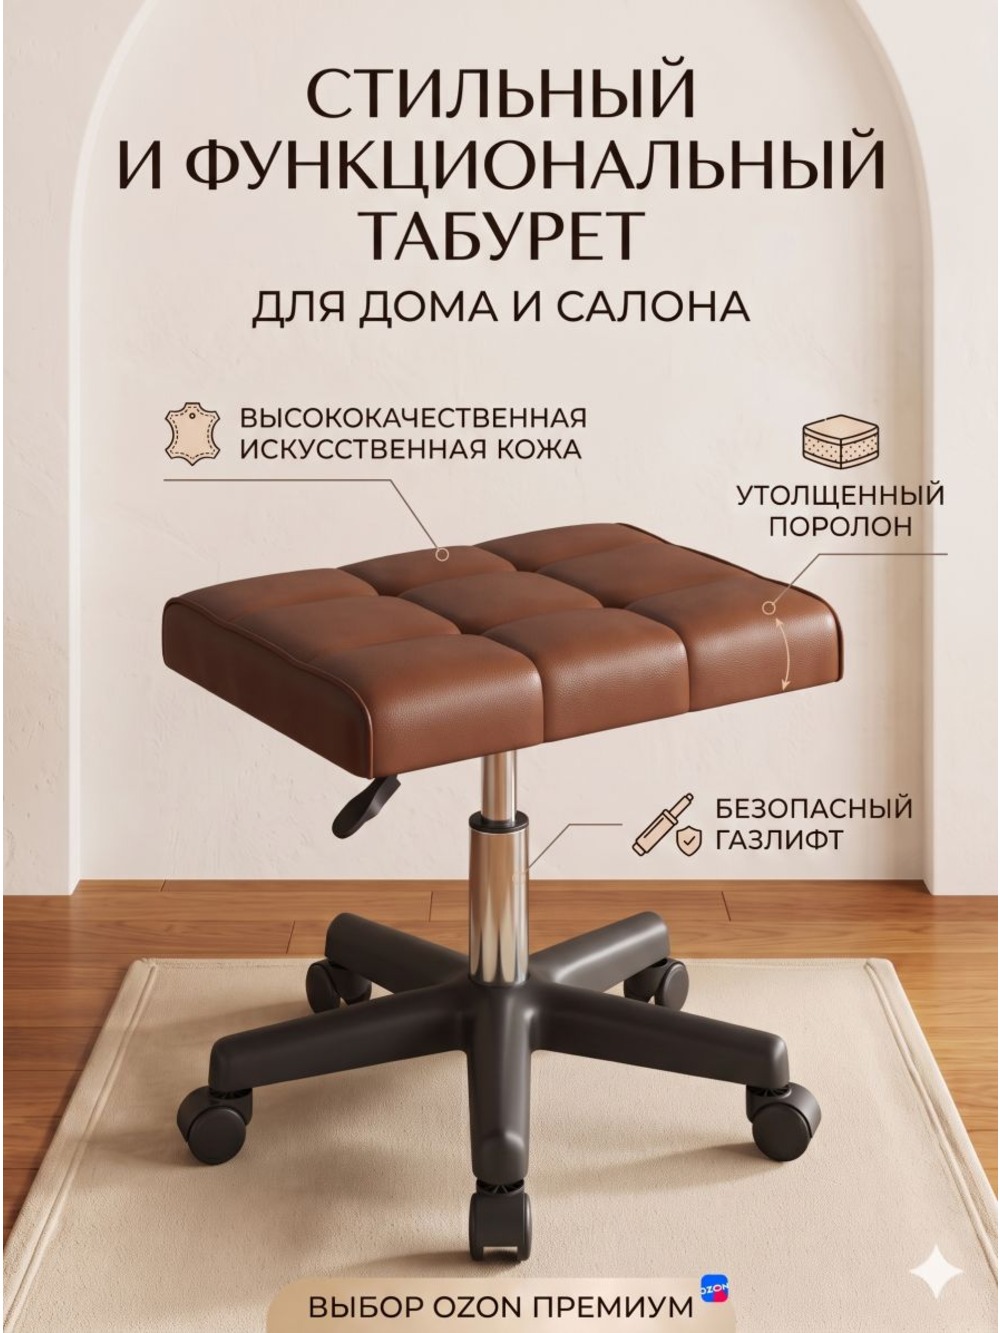 СТИЛЬНЫЙ
И ФУНКЦИОНАЛЬНЫЙ
ТАБУРЕТ
ДЛЯ ДОМА И САЛОНА
ВЫСОКОКАЧЕСТВЕННАЯ
ИСКУССТВЕННАЯ КОЖА
УТОЛЩЕННЫЙ
ПОРОЛОН
БЕЗОПАСНЫЙ
ГАЗЛИФТ
ВЫБОР OZON ПРЕМИУМ
OZON